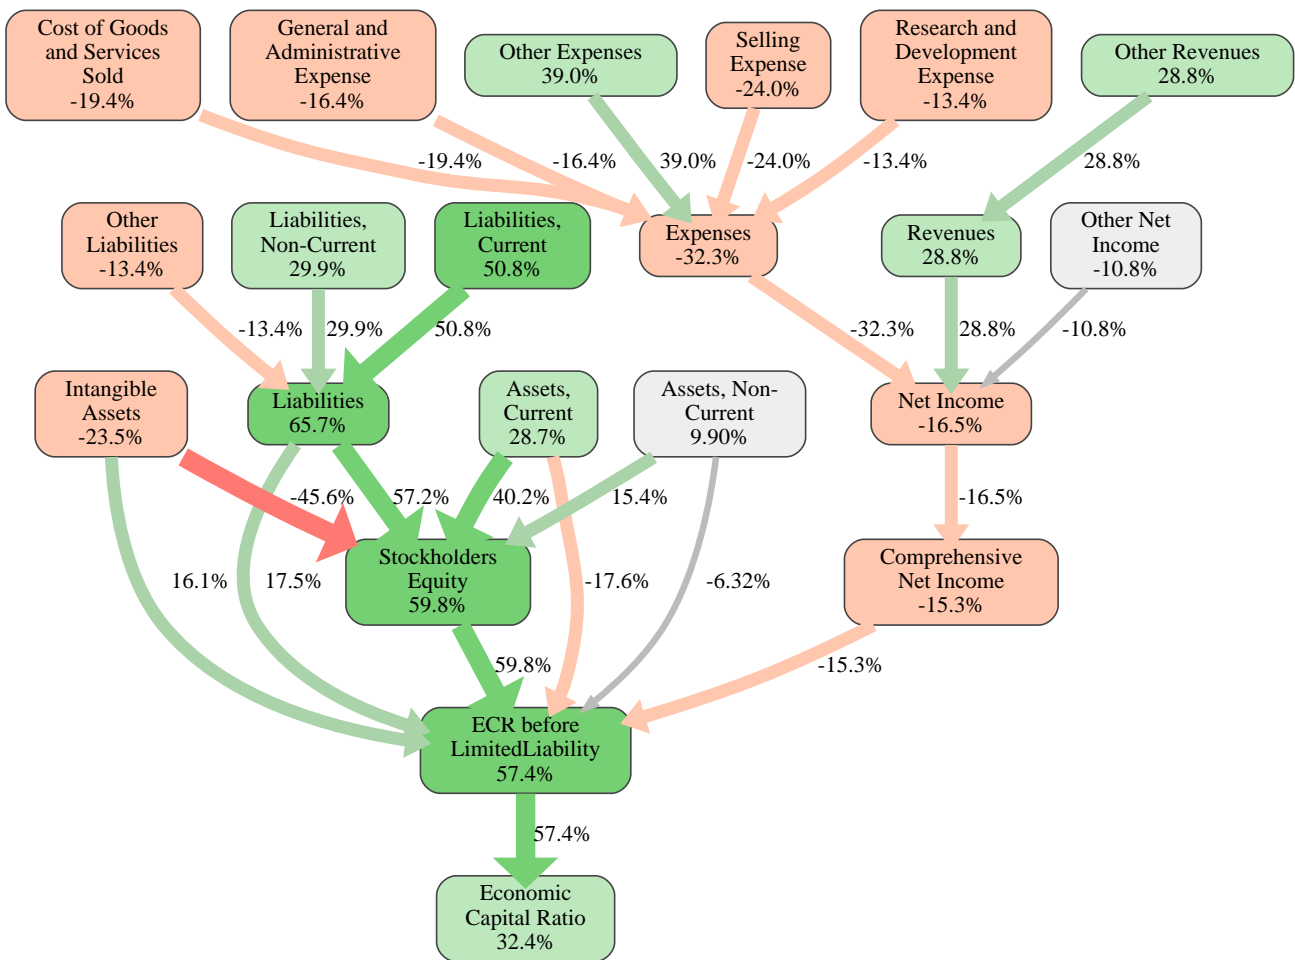 Cost of Goods
and Services
Sold
-19.4%
General and
Administrative
Expense
-16.4%
Other Expenses
39.0%
Selling
Expense
-24.0%
Research and
Development
Expense
-13.4%
Other Revenues
28.8%
-19.4%
-16.4%
39.0%
-24.0%
-13.4%
28.8%
Other
Liabilities
-13.4%
Liabilities,
Non-Current
29.9%
Liabilities,
Current
50.8%
Expenses
-32.3%
Revenues
28.8%
Other Net
Income
-10.8%
-13.4%
29.9%
50.8%
-32.3%
28.8%
-10.8%
Intangible
Assets
-23.5%
Liabilities
65.7%
Assets,
Current
28.7%
Assets, Non-
Current
9.90%
Net Income
-16.5%
-45.6%
57.2%
40.2%
15.4%
-16.5%
Stockholders
Equity
59.8%
Comprehensive
Net Income
-15.3%
16.1%
17.5%
-17.6%
-6.32%
59.8%
-15.3%
ECR before
LimitedLiability
57.4%
57.4%
Economic
Capital Ratio
32.4%